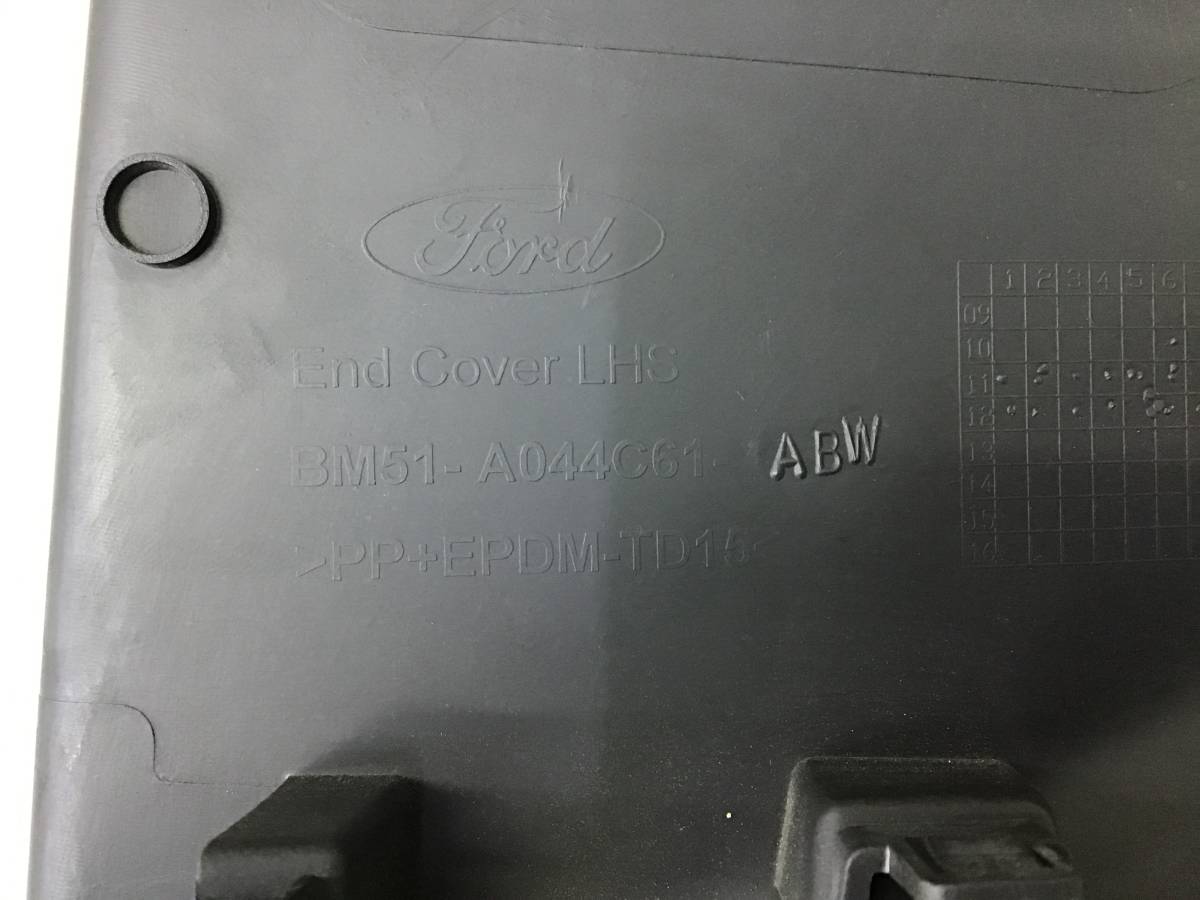 Ford
End Cover LHS
BM51- A044C61- ABW
>PP+EPDM-TD15<
1 2 3 4 5 6
09
10
11
12
13
14
15
16